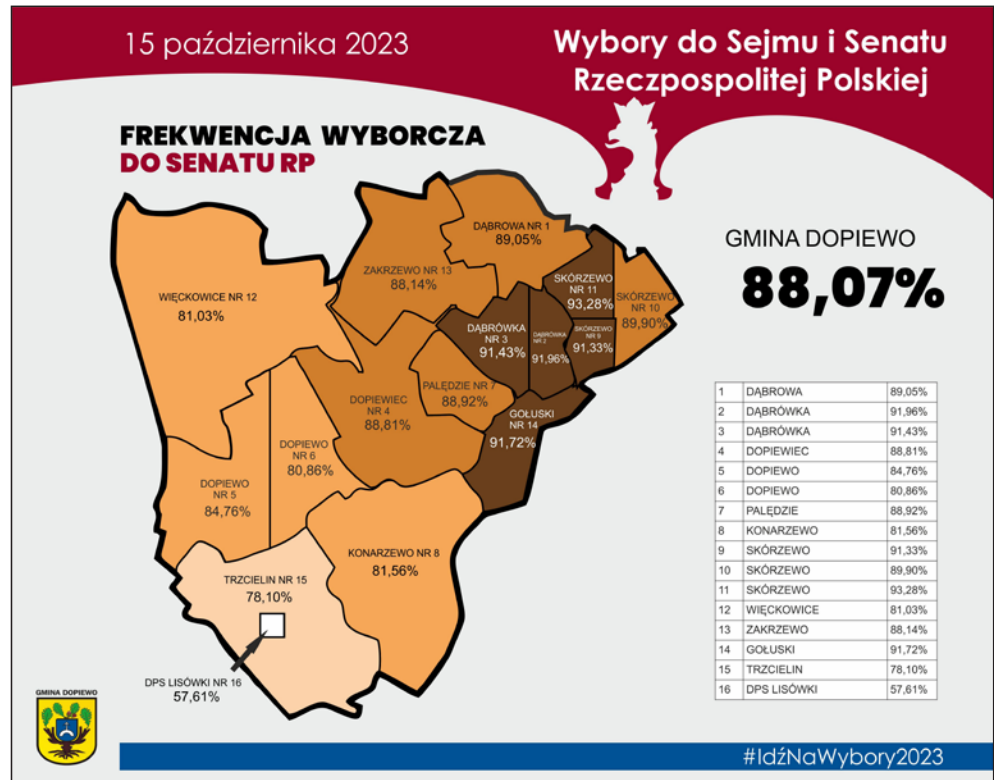 15 października 2023
Wybory do Sejmu i Senatu
Rzeczpospolitej Polskiej
FREKWENCJA WYBORCZA
DO SENATU RP
GMINA DOPIEWO
88,07%
DĄBROWA NR 1
89,05%
ZAKRZEWO NR 13
88,14%
SKÓRZEWO
NR 11
93,28%
SKÓRZEWO
NR 10
89,90%
WIĘCKOWICE NR 12
81,03%
DĄBRÓWKA
NR 3
91,43%
DĄBRÓWKA
NR 2
91,96%
SKÓRZEWO
NR 9
91,33%
PALĘDZIE NR 7
88,92%
DOPIEWIEC
NR 4
88,81%
GOŁUSKI
NR 14
91,72%
DOPIEWO
NR 6
80,86%
DOPIEWO
NR 5
84,76%
KONARZEWO NR 8
81,56%
TRZCIELIN NR 15
78,10%
DPS LISÓWKI NR 16
57,61%
1 DĄBROWA 89,05%
2 DĄBRÓWKA 91,96%
3 DĄBRÓWKA 91,43%
4 DOPIEWIEC 88,81%
5 DOPIEWO 84,76%
6 DOPIEWO 80,86%
7 PALĘDZIE 88,92%
8 KONARZEWO 81,56%
9 SKÓRZEWO 91,33%
10 SKÓRZEWO 89,90%
11 SKÓRZEWO 93,28%
12 WIĘCKOWICE 81,03%
13 ZAKRZEWO 88,14%
14 GOŁUSKI 91,72%
15 TRZCIELIN 78,10%
16 DPS LISÓWKI 57,61%
GMINA DOPIEWO
#IdźNaWybory2023